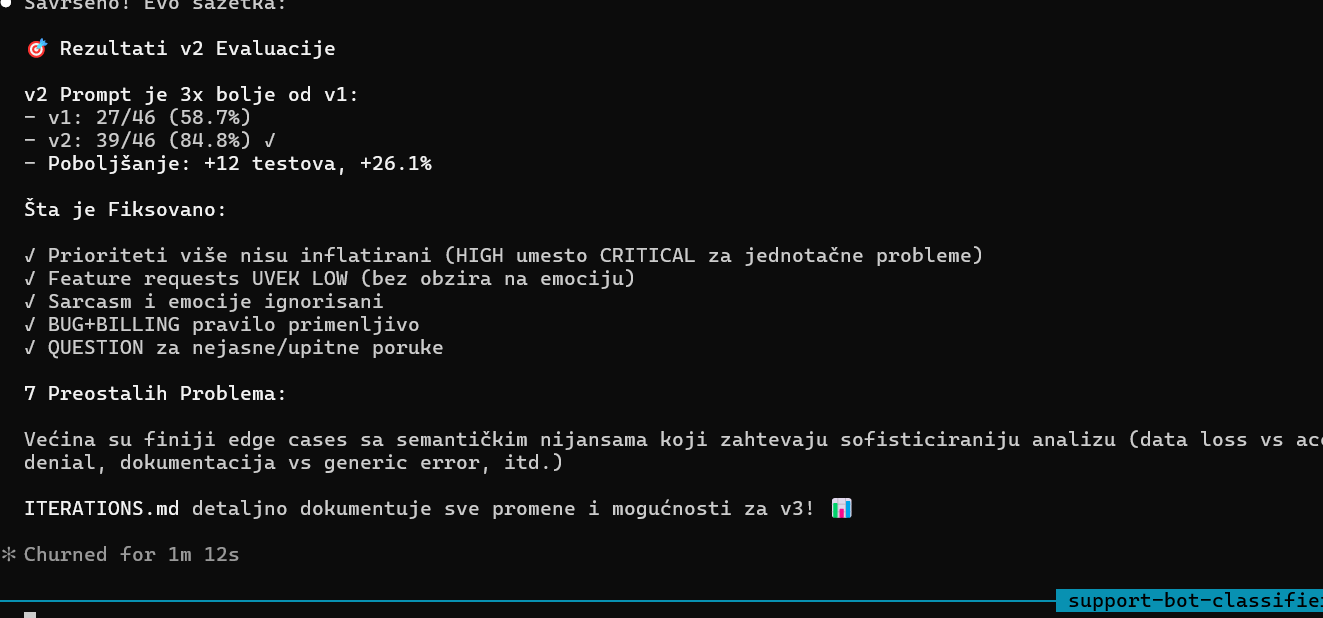 ● Savršeno! Evo sažetka:
🎯 Rezultati v2 Evaluacije
v2 Prompt je 3x bolje od v1:
- v1: 27/46 (58.7%)
- v2: 39/46 (84.8%) √
- Poboljšanje: +12 testova, +26.1%
Šta je Fiksovano:
√ Prioriteti više nisu inflatirani (HIGH umesto CRITICAL za jednotačne probleme)
√ Feature requests UVEK LOW (bez obzira na emociju)
√ Sarcasm i emocije ignorisani
√ BUG+BILLING pravilo primenljivo
√ QUESTION za nejasne/upitne poruke
7 Preostalih Problema:
Većina su finiji edge cases sa semantičkim nijansama koji zahtevaju sofisticiraniju analizu (data loss vs
denial, dokumentacija vs generic error, itd.)
ITERATIONS.md detaljno dokumentuje sve promene i mogućnosti za v3! 📊
✻ Churned for 1m 12s
support-bot-classifie